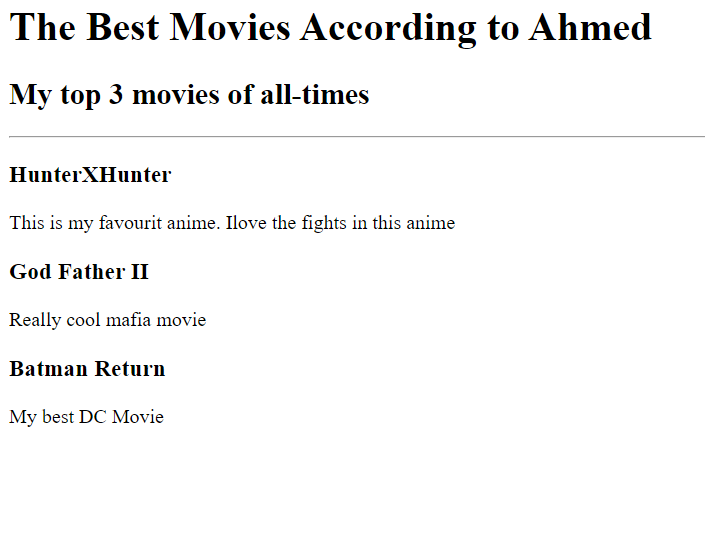 The Best Movies According to Ahmed
My top 3 movies of all-times
HunterXHunter
This is my favourit anime. Ilove the fights in this anime
God Father II
Really cool mafia movie
Batman Return
My best DC Movie